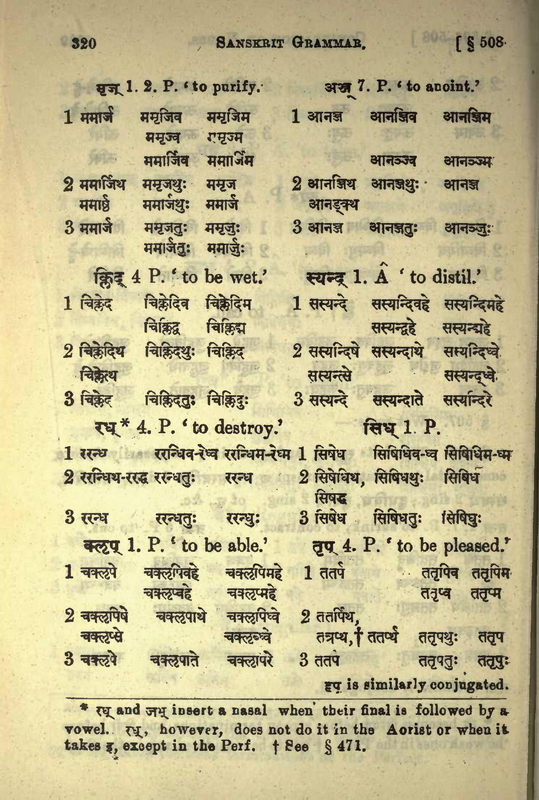 320 SANSKRIT GRAMMAR. [ § 508
मृज् 1. 2. P. ‘ to purify. अञ्ज् 7. P. ‘ to anoint.’
1 ममार्ज ममृजिव ममृजिम 1 आनञ्ज आनञ्जिव आनञ्जिम
ममृज्व ममृज्म
ममार्जिव ममार्जिम आनञ्ज्व आनञ्ज्म
2 ममार्जिथ ममृजथुः ममृज 2 आनञ्जिथ आनञ्जथुः आनञ्ज
ममार्ष्ठ ममार्जथुः ममार्ज आनङ्क्थ
3 ममार्ज ममृजतुः ममृजुः 3 आनञ्ज आनञ्जतुः आनञ्जुः
ममार्जतुः ममार्जुः
क्लिद् 4 P. ‘ to be wet.’ स्यन्द् 1. Â ‘ to distil.’
1 चिक्लेद चिक्लिदिव चिक्लिदिम 1 सस्यन्दे सस्यन्दिवहे सस्यन्दिमहे
चिक्लिद्व चिक्लिद्म सस्यन्द्वहे सस्यन्द्महे
2 चिक्लेदिथ चिक्लिदथुः चिक्लिद 2 सस्यन्दिषे सस्यन्दाथे सस्यन्दिध्वे
चिक्लेत्थ सस्यन्त्से सस्यन्द्ध्वे
3 चिक्लेद चिक्लिदतुः चिक्लिदुः 3 सस्यन्दे सस्यन्दाते सस्यन्दिरे
रध् * 4. P. ‘ to destroy.’ सिध् 1. P.
1 ररन्ध ररन्धिव-रेध्व ररन्धिम-रेध्म 1 सिषेध सिषिधिव-ध्व सिषिधिम-ध्म
2 ररन्धिथ-ररद्ध ररन्धतुः ररन्ध 2 सिषेधिथ, सिषिधथुः सिषिध
सिषेद्ध
3 ररन्ध ररन्धतुः ररन्धुः 3 सिषेध सिषिधतुः सिषिधुः
क्लृप् 1. P. ‘ to be able.’ तृप् 4. P. ‘ to be pleased.’
1 चक्लृपे चक्लृपिवहे चक्लृपिमहे 1 ततर्प ततृपिव ततृपिम
चक्लृप्वहे चक्लृप्महे ततृप्व ततृप्म
2 चक्लृपिषे चक्लृपाथे चक्लृपिध्वे 2 ततर्पिथ,
चक्लृप्से चक्लृब्ध्वे तत्रप्थ, † ततर्प्थ ततृपथुः ततृप
3 चक्लृपे चक्लृपाते चक्लृपिरे 3 ततर्प ततृपतुः ततृपुः
दृप् is similarly conjugated.
* रध् and जभ् insert a nasal when their final is followed by a
vowel. रध्, however, does not do it in the Aorist or when it
takes इ, except in the Perf. † See § 471.